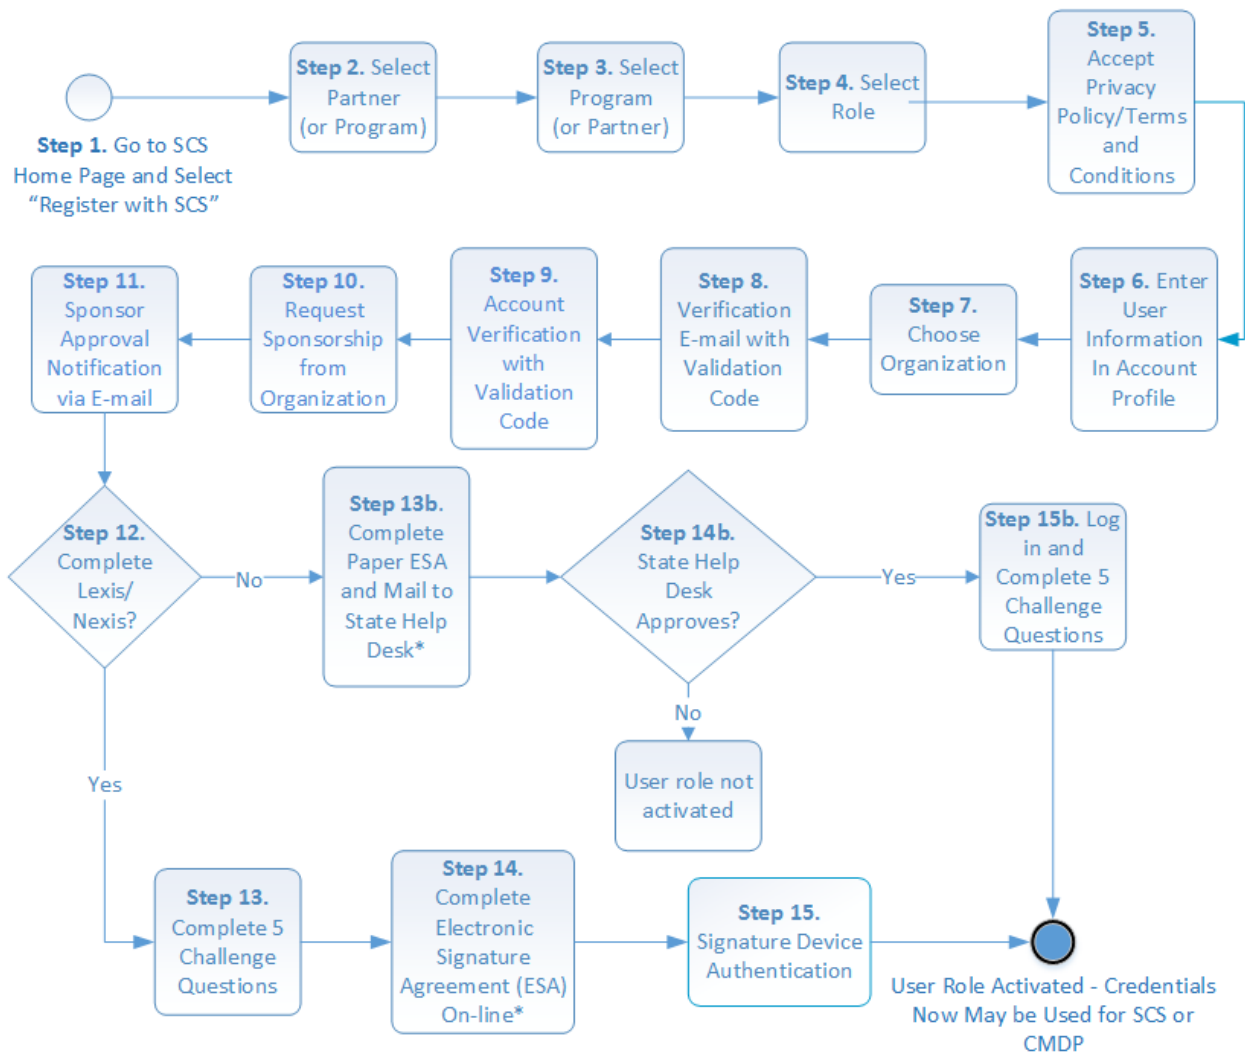 Step 1. Go to SCS
Home Page and Select
“Register with SCS”
Step 2. Select
Partner
(or Program)
Step 3. Select
Program
(or Partner)
Step 4. Select
Role
Step 5.
Accept
Privacy
Policy/Terms
and
Conditions
Step 6. Enter
User
Information
In Account
Profile
Step 7.
Choose
Organization
Step 8.
Verification
E-mail with
Validation
Code
Step 9.
Account
Verification
with
Validation
Code
Step 10.
Request
Sponsorship
from
Organization
Step 11.
Sponsor
Approval
Notification
via E-mail
Step 12.
Complete
Lexis/
Nexis?
No
Step 13b.
Complete
Paper ESA
and Mail to
State Help
Desk*
Step 14b.
State Help
Desk
Approves?
Yes
Step 15b. Log
in and
Complete 5
Challenge
Questions
No
User role not
activated
Yes
Step 13.
Complete 5
Challenge
Questions
Step 14.
Complete
Electronic
Signature
Agreement (ESA)
On-line*
Step 15.
Signature Device
Authentication
User Role Activated - Credentials
Now May be Used for SCS or
CMDP